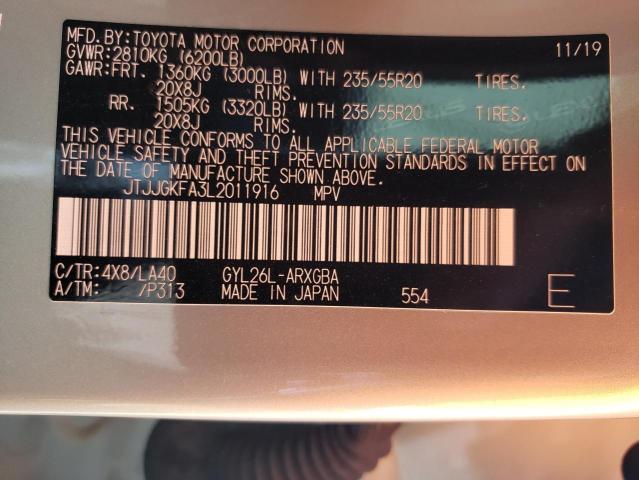 MFD.BY:TOYOTA MOTOR CORPORATION 11/19
GVWR:2810KG (6200LB)
GAWR:FRT. 1360KG (3000LB) WITH 235/55R20 TIRES.
20X8J RIMS.
RR. 1505KG (3320LB) WITH 235/55R20 TIRES.
20X8J RIMS.
THIS VEHICLE CONFORMS TO ALL APPLICABLE FEDERAL MOTOR
VEHICLE SAFETY AND THEFT PREVENTION STANDARDS IN EFFECT ON
THE DATE OF MANUFACTURE SHOWN ABOVE.
JTJJGKFA3L2011916 MPV
C/TR:4X8/LA40 GYL26L-ARXGBA
A/TM: /P313 MADE IN JAPAN 554 E